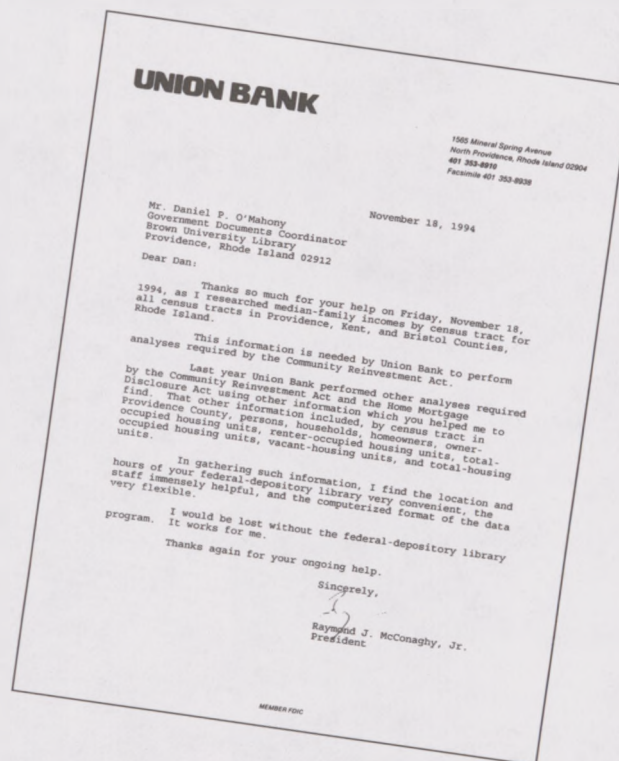 UNION BANK
1565 Mineral Spring Avenue
North Providence, Rhode Island 02904
401 353-8910
Facsimile 401 353-8938
November 18, 1994
Mr. Daniel P. O'Mahony
Government Documents Coordinator
Brown University Library
Providence, Rhode Island 02912
Dear Dan:
Thanks so much for your help on Friday, November 18,
1994, as I researched median-family incomes by census tract for
all census tracts in Providence, Kent, and Bristol Counties,
Rhode Island.
This information is needed by Union Bank to perform
analyses required by the Community Reinvestment Act.
Last year Union Bank performed other analyses required
by the Community Reinvestment Act and the Home Mortgage
Disclosure Act using other information which you helped me to
find. That other information included, by census tract in
Providence County, persons, households, homeowners, owner-
occupied housing units, renter-occupied housing units, total-
occupied housing units, vacant-housing units, and total-housing
units.
In gathering such information, I find the location and
hours of your federal-depository library very convenient, the
staff immensely helpful, and the computerized format of the data
very flexible.
I would be lost without the federal-depository library
program. It works for me.
Thanks again for your ongoing help.
Sincerely,
Raymond J. McConaghy, Jr.
President
MEMBER FDIC